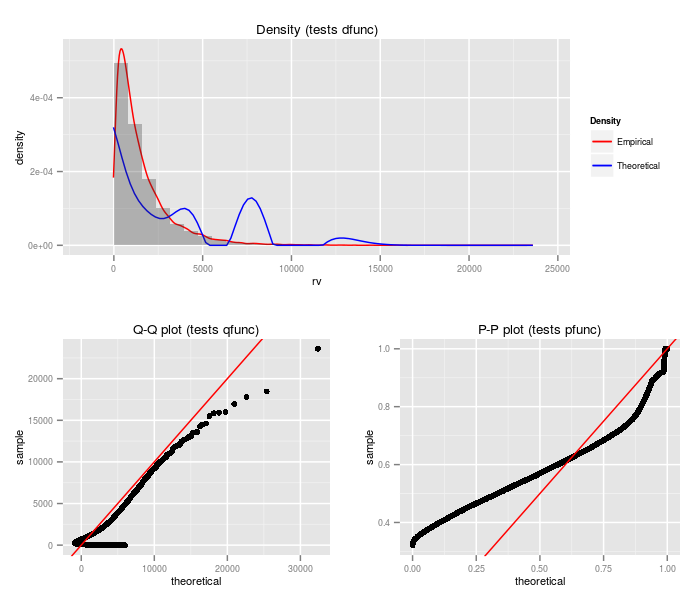 Density (tests dfunc)
density
4e-04
2e-04
0e+00
0
5000
10000
15000
20000
25000
rv
Density
Empirical
Theoretical
Q-Q plot (tests qfunc)
sample
20000
15000
10000
5000
0
0
10000
20000
30000
theoretical
P-P plot (tests pfunc)
sample
1.0
0.8
0.6
0.4
0.00
0.25
0.50
0.75
1.00
theoretical